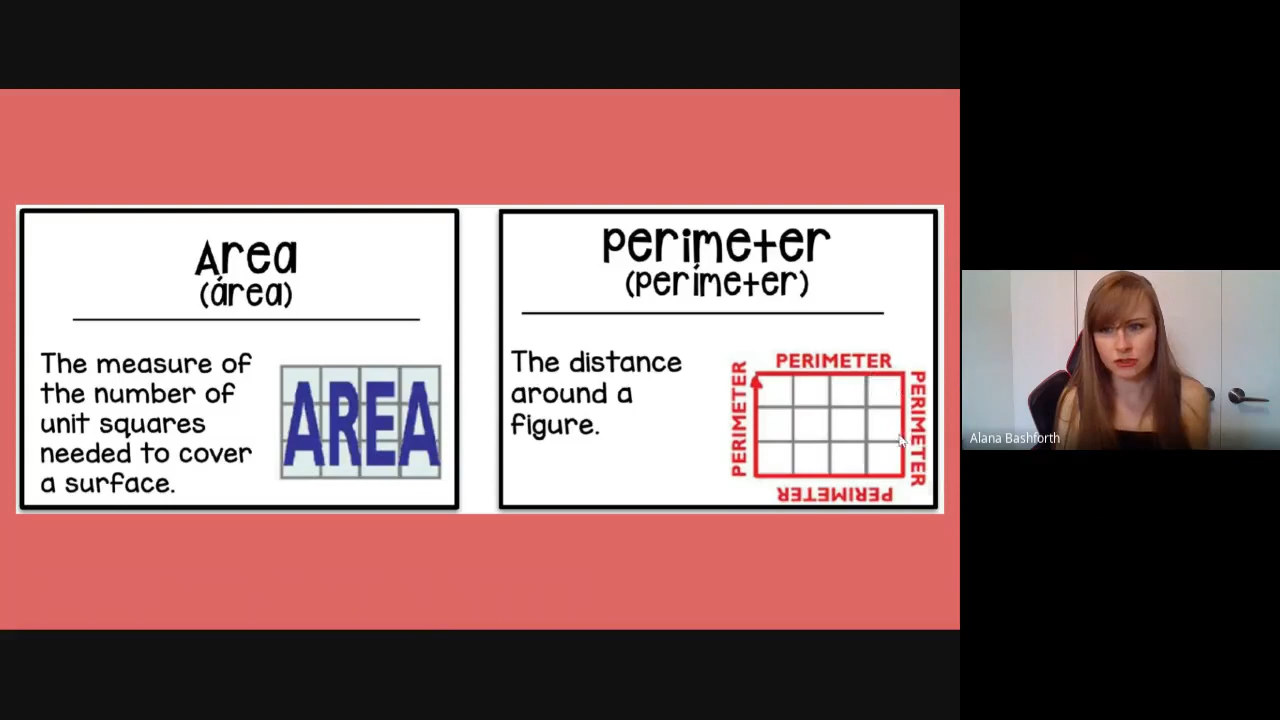 Area
(área)
The measure of
the number of
unit squares
needed to cover
a surface.
AREA
perimeter
(perímeter)
The distance
around a
figure.
PERIMETER
PERIMETER
PERIMETER
PERIMETER
Alana Bashforth